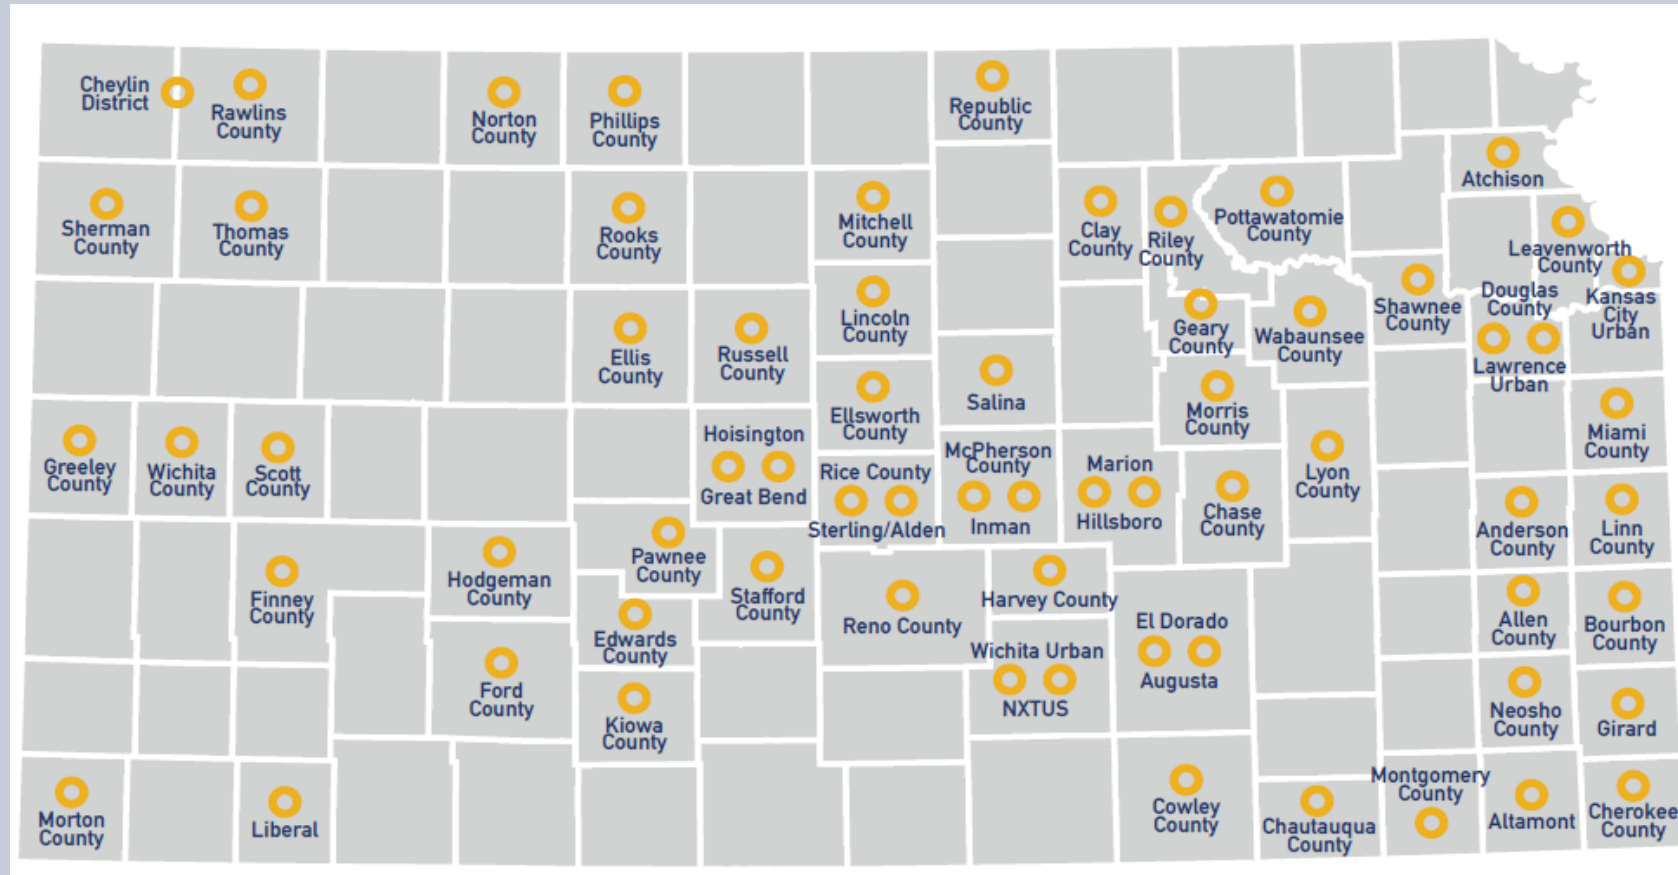 Cheylin
District
Rawlins
County
Norton
County
Phillips
County
Republic
County
Atchison
Sherman
County
Thomas
County
Rooks
County
Mitchell
County
Clay
County
Riley
County
Pottawatomie
County
Leavenworth
County
Ellis
County
Russell
County
Lincoln
County
Geary
County
Wabaunsee
County
Shawnee
County
Douglas
County
Lawrence
Urban
Kansas
City
Urban
Greeley
County
Wichita
County
Scott
County
Hoisington
Great Bend
Ellsworth
County
Salina
Morris
County
Miami
County
Rice County
Sterling/Alden
McPherson
County
Inman
Marion
Hillsboro
Chase
County
Lyon
County
Anderson
County
Linn
County
Finney
County
Hodgeman
County
Pawnee
County
Stafford
County
Edwards
County
Reno County
Harvey County
El Dorado
Augusta
Allen
County
Bourbon
County
Ford
County
Kiowa
County
Wichita Urban
NXTUS
Neosho
County
Girard
Morton
County
Liberal
Cowley
County
Chautauqua
County
Montgomery
County
Altamont
Cherokee
County